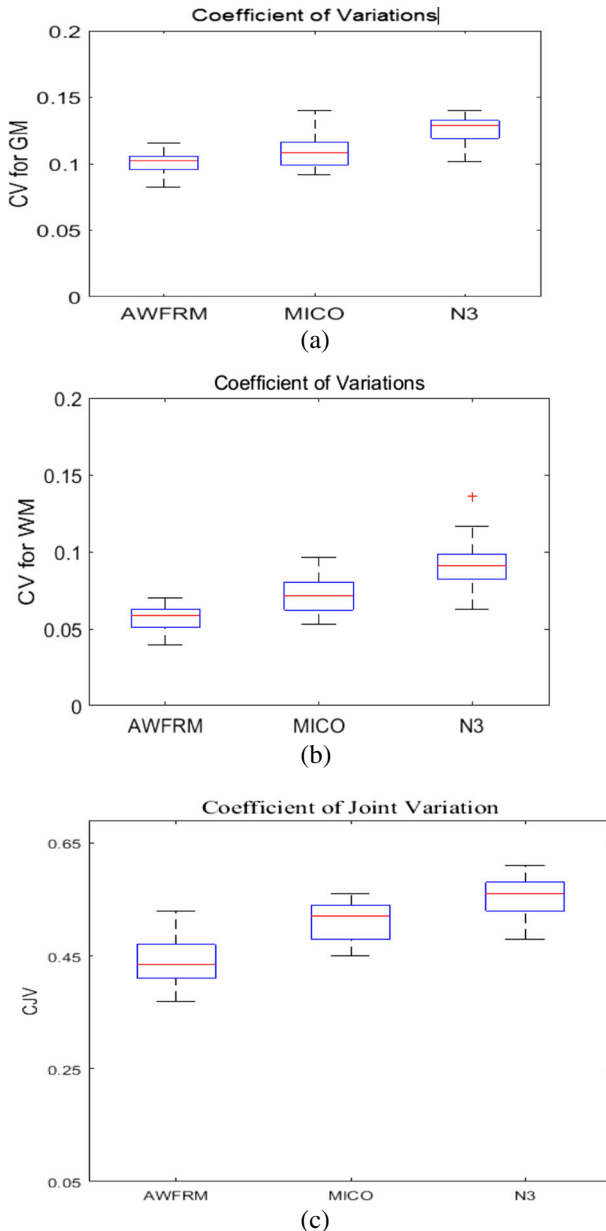 Coefficient of Variations
0.2
0.15
0.1
0.05
0
CV for GM
AWFRM MICO N3
(a)
Coefficient of Variations
0.2
0.15
0.1
0.05
0
CV for WM
AWFRM MICO N3
(b)
Coefficient of Joint Variation
0.65
0.45
0.25
0.05
CJV
AWFRM MICO N3
(c)